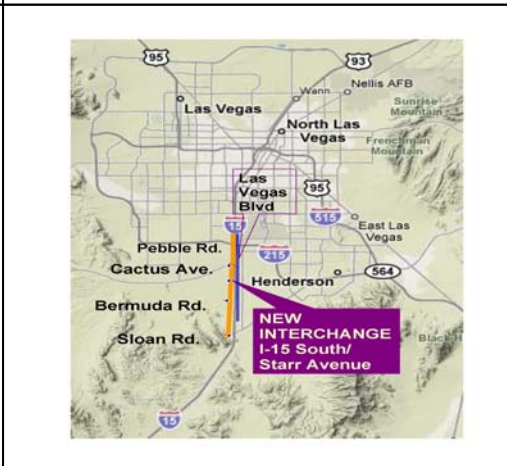 95
93
Nellis AFB
Wann
Las Vegas
Sunrise
Mountain
North Las
Vegas
Frenchman
Mountain
95
Las
Vegas
Blvd
515
15
East Las
Vegas
Pebble Rd.
215
Cactus Ave.
Henderson
564
Bermuda Rd.
NEW
INTERCHANGE
I-15 South/
Starr Avenue
Sloan Rd.
Black
15